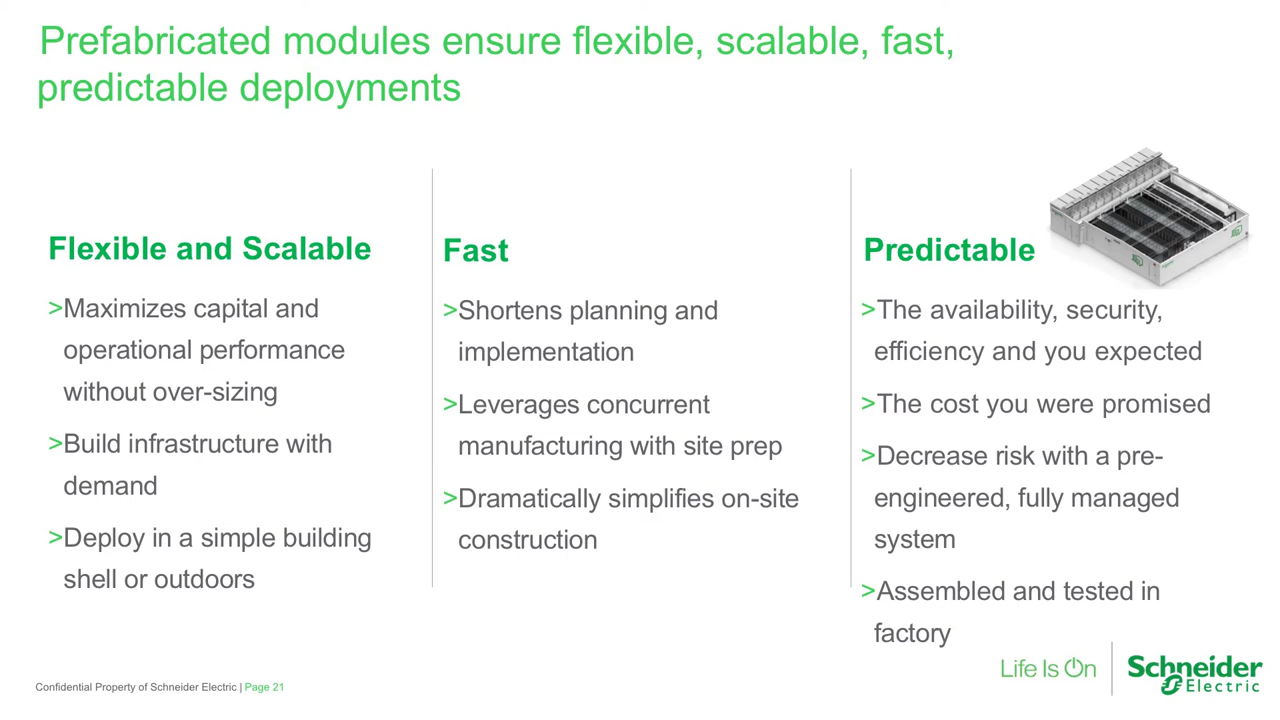 Prefabricated modules ensure flexible, scalable, fast,
predictable deployments
Flexible and Scalable
>Maximizes capital and
operational performance
without over-sizing
>Build infrastructure with
demand
>Deploy in a simple building
shell or outdoors
Fast
>Shortens planning and
implementation
>Leverages concurrent
manufacturing with site prep
>Dramatically simplifies on-site
construction
Predictable
>The availability, security,
efficiency and you expected
>The cost you were promised
>Decrease risk with a pre-
engineered, fully managed
system
>Assembled and tested in
factory
Confidential Property of Schneider Electric | Page 21
Life Is On
Schneider
Electric